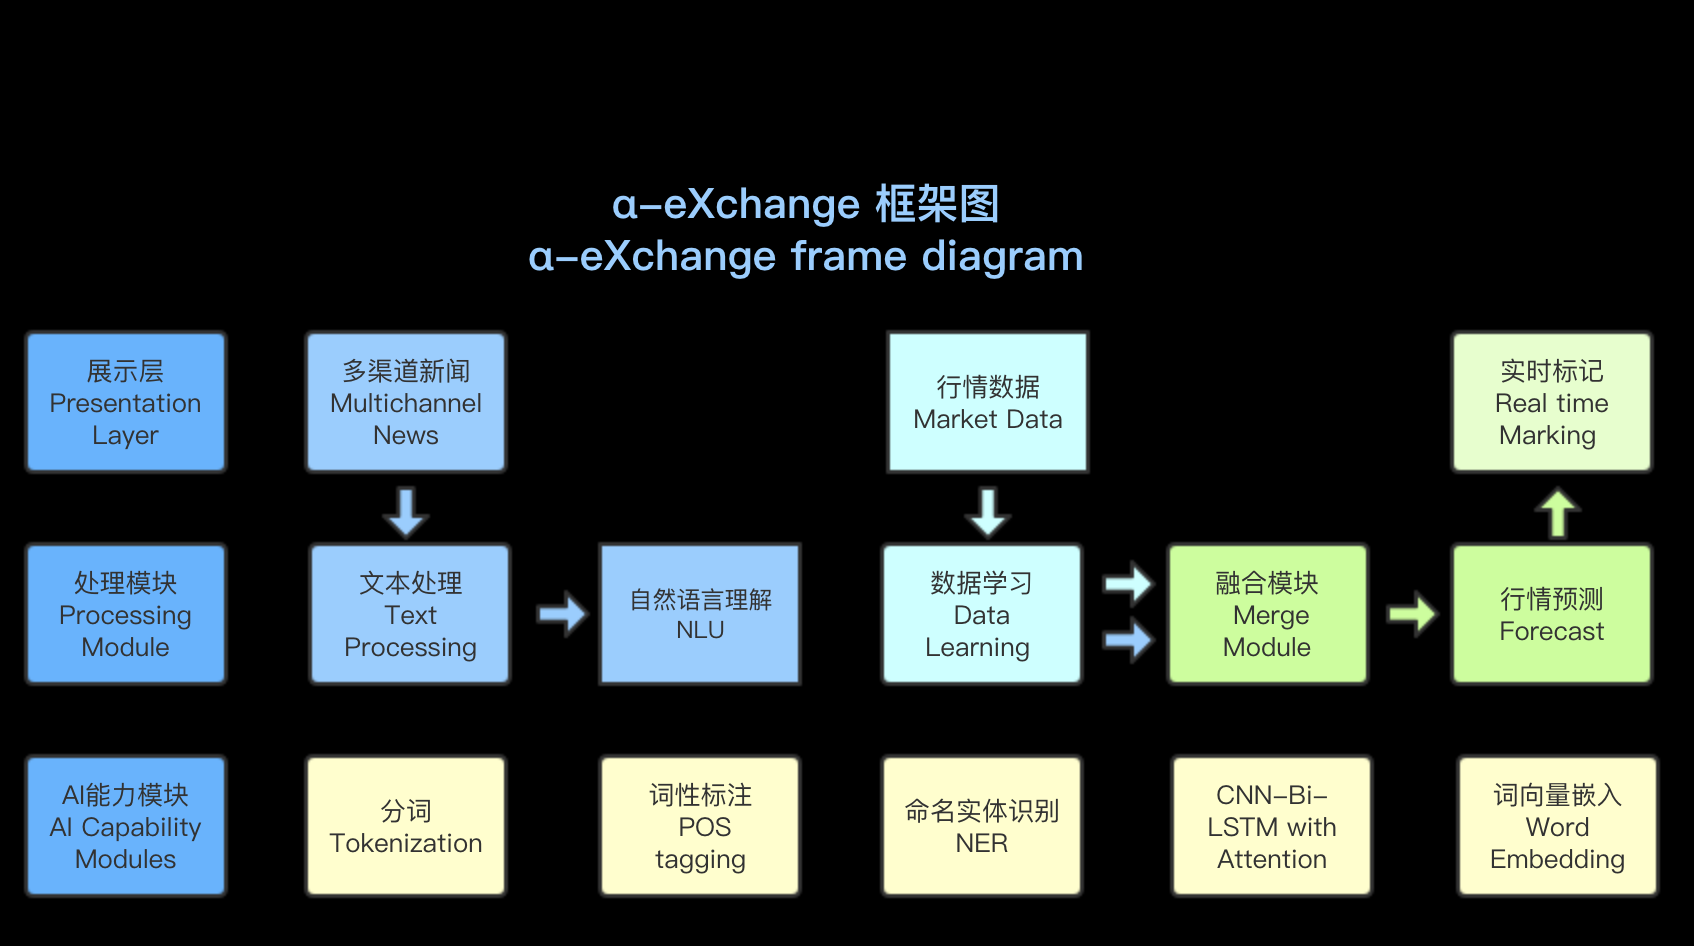 α-eXchange 框架图
α-eXchange frame diagram
展示层
Presentation
Layer
多渠道新闻
Multichannel
News
行情数据
Market Data
实时标记
Real time
Marking
处理模块
Processing
Module
文本处理
Text
Processing
自然语言理解
NLU
数据学习
Data
Learning
融合模块
Merge
Module
行情预测
Forecast
AI能力模块
AI Capability
Modules
分词
Tokenization
词性标注
POS
tagging
命名实体识别
NER
CNN-Bi-
LSTM with
Attention
词向量嵌入
Word
Embedding